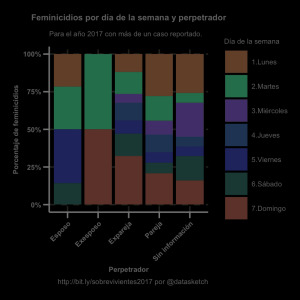 Feminicidios por día de la semana y perpetrador
Para el año 2017 con más de un caso reportado.
Día de la semana
1.Lunes
2.Martes
3.Miércoles
4.Jueves
5.Viernes
6.Sábado
7.Domingo
Porcentaje de feminicidios
100%
75%
50%
25%
0%
Esposo
Exesposo
Expareja
Pareja
Sin información
Perpetrador
http://bit.ly/sobrevivientes2017 por @datasketch